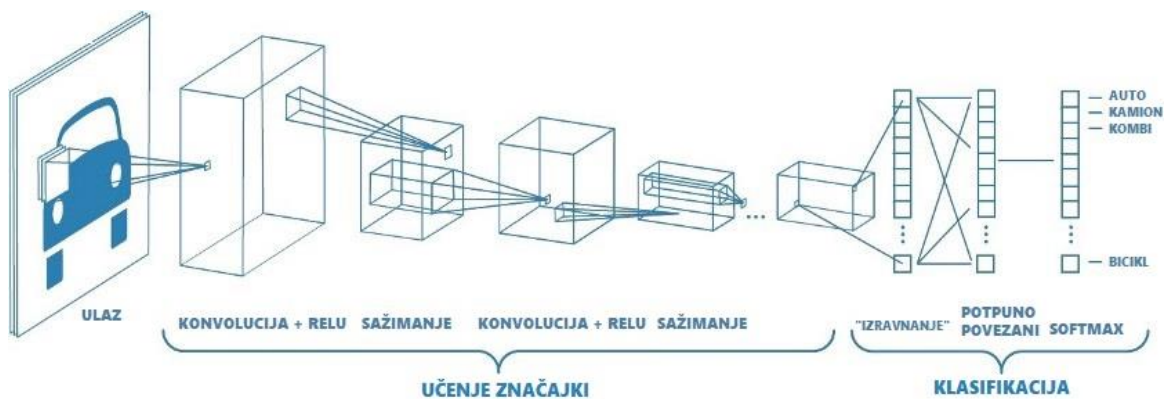 AUTO
KAMION
KOMBI
...
...
...
...
BICIKL
ULAZ
KONVOLUCIJA + RELU SAŽIMANJE KONVOLUCIJA + RELU SAŽIMANJE "IZRAVNANJE" POTPUNO
POVEZANI SOFTMAX
UČENJE ZNAČAJKI
KLASIFIKACIJA